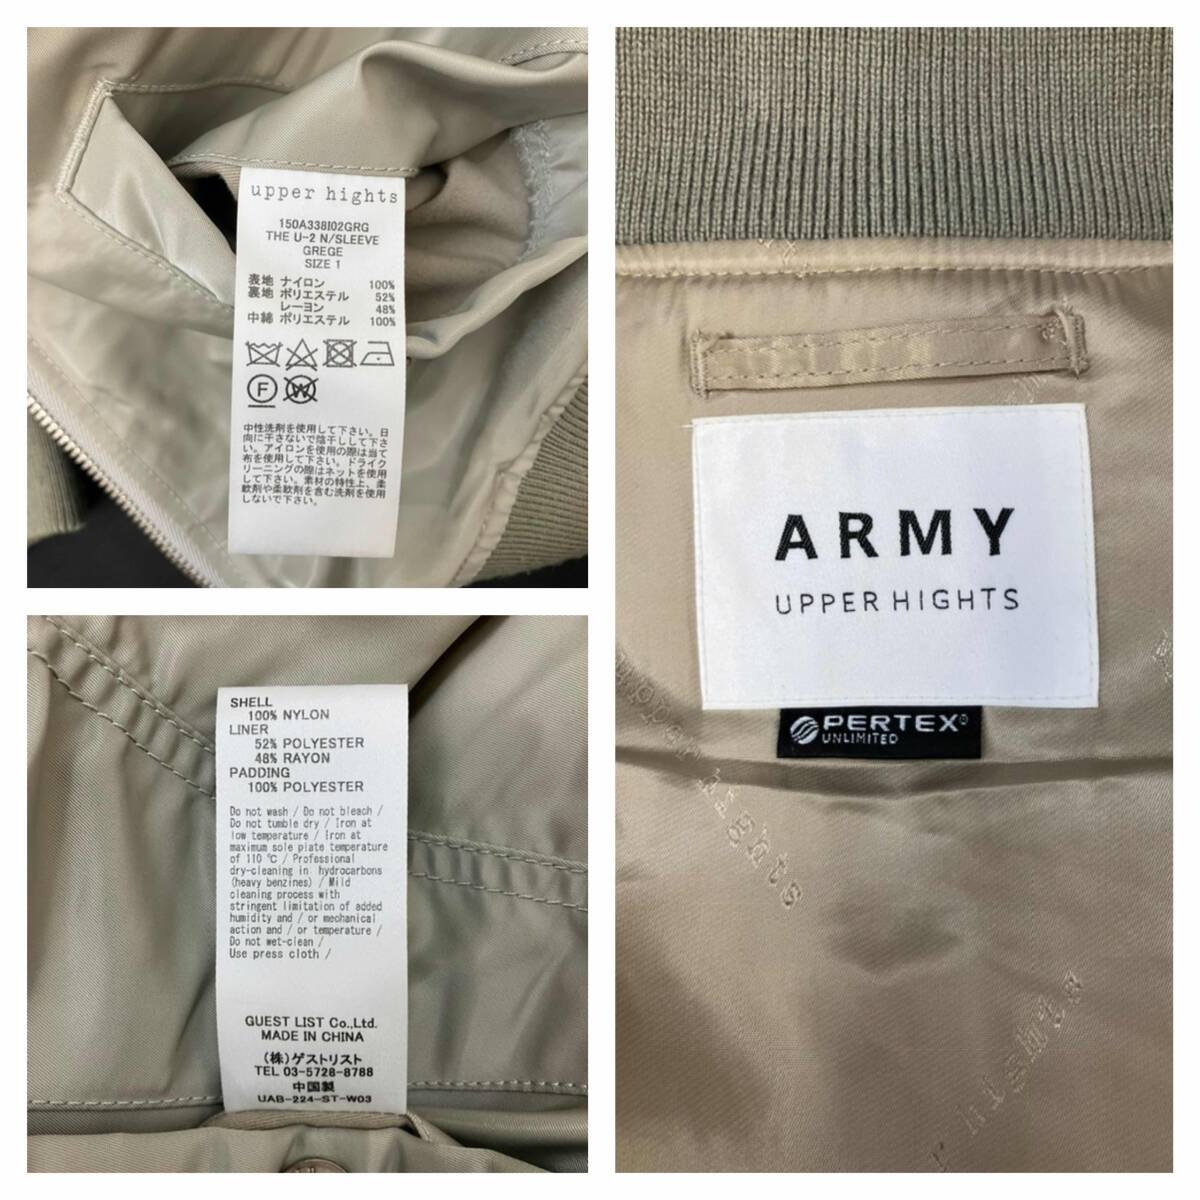 upper hights
150A338I02GRG
THE U-2 N/SLEEVE
GREGE
SIZE 1
表地 ナイロン 100%
裏地 ポリエステル 52%
レーヨン 48%
中綿 ポリエステル 100%
F
W
中性洗剤を使用して下さい。日
向に干さないで陰干しして下さ
い。アイロンを使用の際は当て
布を使用して下さい。ドライク
リーニングの際はネットを使用
して下さい。素材の特性上、柔
軟剤や柔軟剤を含む洗剤は使用
しないで下さい。
SHELL
100% NYLON
LINER
52% POLYESTER
48% RAYON
PADDING
100% POLYESTER
Do not wash / Do not bleach /
Do not tumble dry / Iron at
low temperature / Iron at
maximum sole plate temperature
of 110 ℃ / Professional
dry-cleaning in hydrocarbons
(heavy benzines) / Mild
cleaning process with
stringent limitation of added
humidity and / or mechanical
action and / or temperature /
Do not wet-clean /
Use press cloth /
GUEST LIST Co.,Ltd.
MADE IN CHINA
(株)ゲストリスト
TEL 03-5728-8788
中国製
UAB-224-ST-W03
ARMY
UPPER HIGHTS
PERTEX®
UNLIMITED
upper hights
r hights